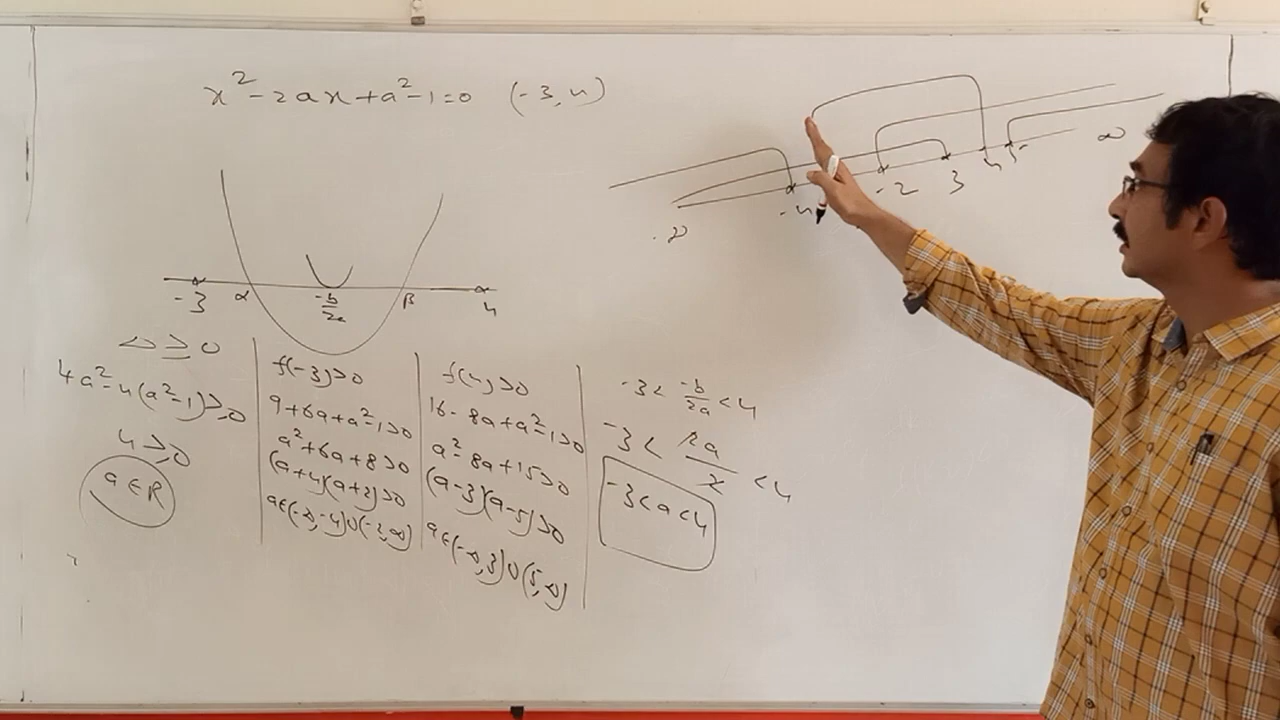 x²-2ax+a²-1=0 (-3,4)
-∞ -4 -2 3 4 5 ∞
-3 α -b/2a β 4
Δ≥0
4a²-4(a²-1)≥0
4≥0
a∈R
f(-3)>0
9+6a+a²-1>0
a²+6a+8>0
(a+4)(a+2)>0
a∈(-∞,-4)∪(-2,∞)
f(4)>0
16-8a+a²-1>0
a²-8a+15>0
(a-3)(a-5)>0
a∈(-∞,3)∪(5,∞)
-3<-b/2a<4
-3<2a/2<4
-3<a<4